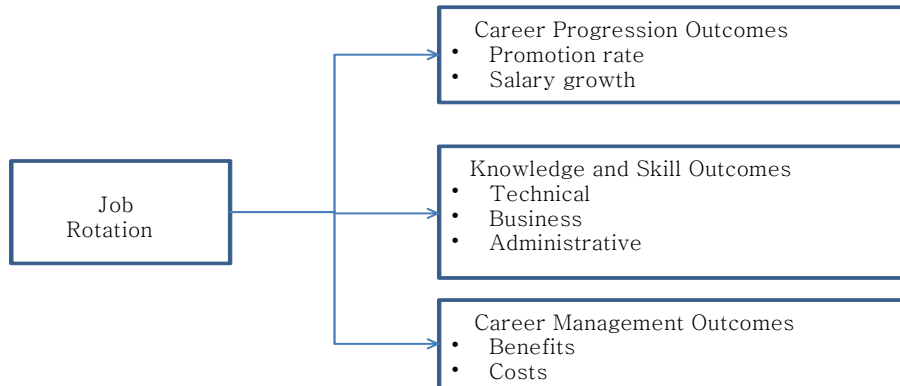 Job
Rotation
Career Progression Outcomes
• Promotion rate
• Salary growth
Knowledge and Skill Outcomes
• Technical
• Business
• Administrative
Career Management Outcomes
• Benefits
• Costs